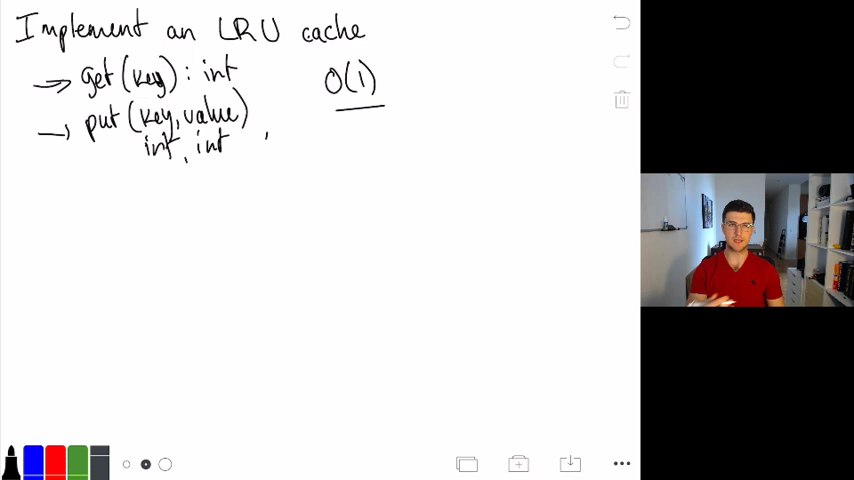 Implement an LRU cache
→ get(key): int
O(1)
→ put(key, value)
int, int ,